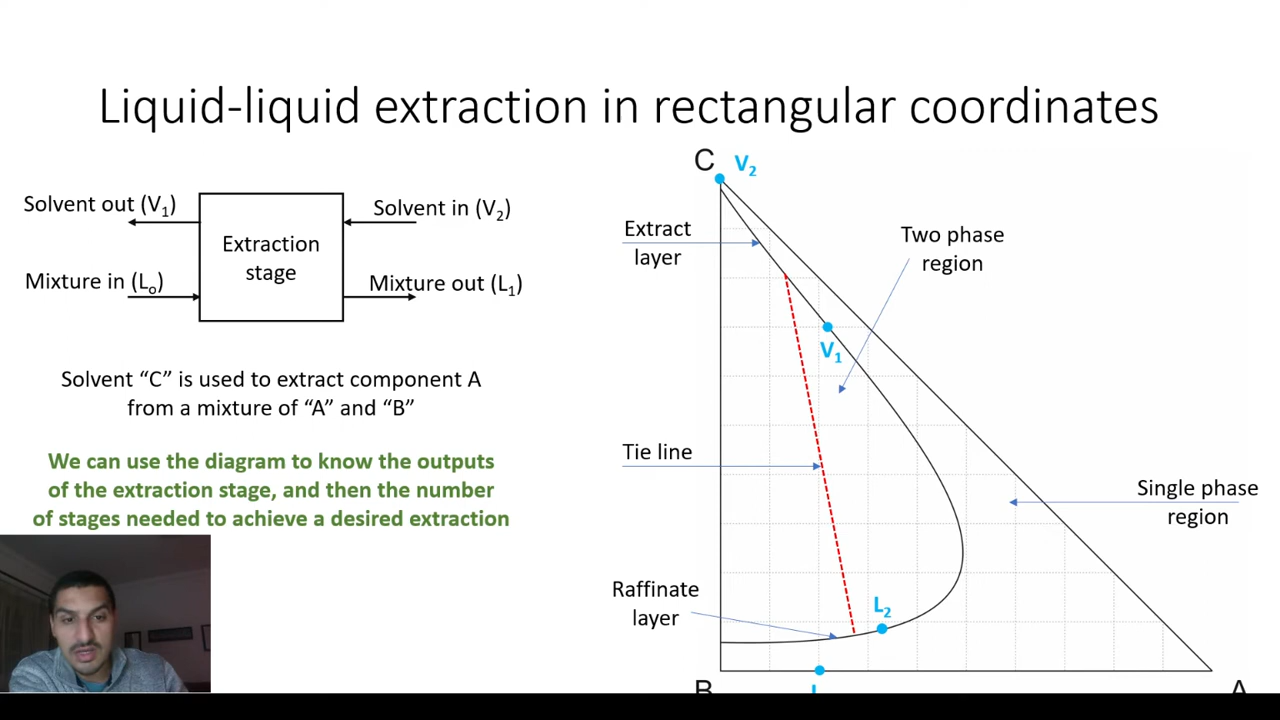 Liquid-liquid extraction in rectangular coordinates
Solvent out (V₁)
Solvent in (V₂)
Extraction
stage
Mixture in (Lₒ)
Mixture out (L₁)
Solvent “C” is used to extract component A
from a mixture of “A” and “B”
We can use the diagram to know the outputs
of the extraction stage, and then the number
of stages needed to achieve a desired extraction
C
V₂
Extract
layer
Two phase
region
V₁
Tie line
Single phase
region
Raffinate
layer
L₂
B
A